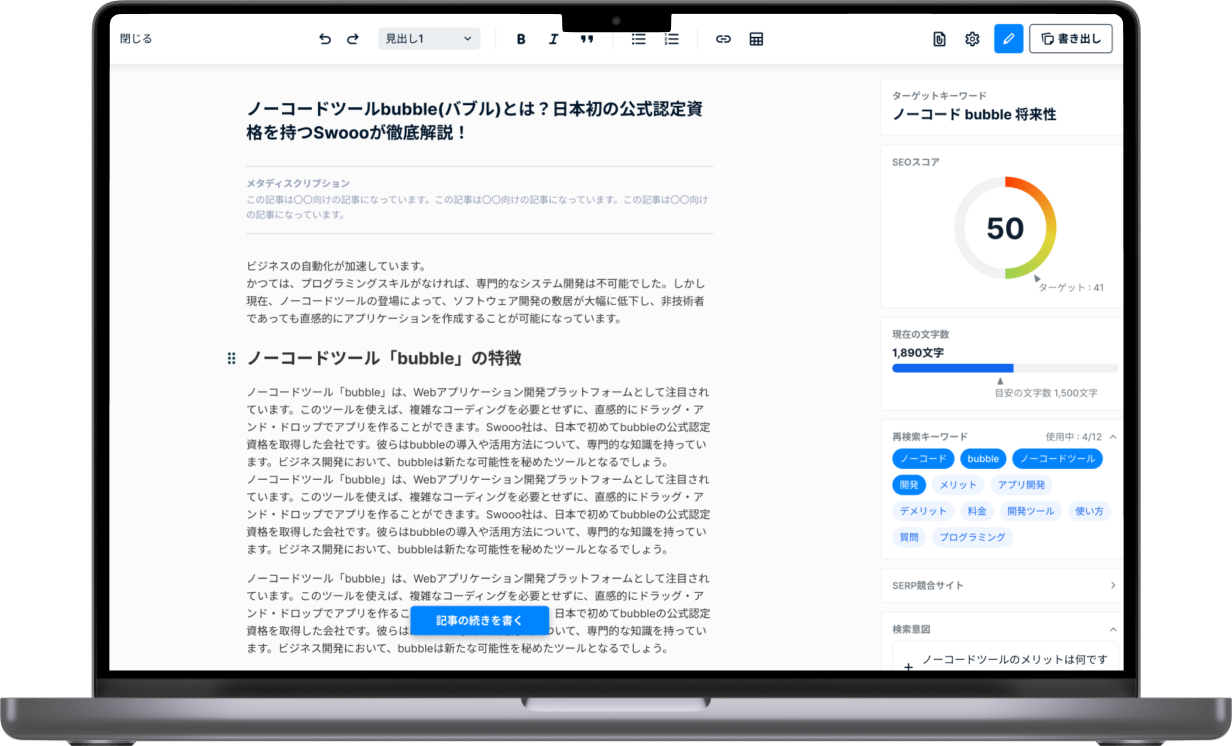 閉じる
見出し1
B
I
書き出し
ノーコードツールbubble(バブル)とは？日本初の公式認定資
格を持つSwoooが徹底解説！
メタディスクリプション
この記事は〇〇向けの記事になっています。この記事は〇〇向けの記事になっています。この記事は〇〇向け
の記事になっています。
ビジネスの自動化が加速しています。
かつては、プログラミングスキルがなければ、専門的なシステム開発は不可能でした。しかし
現在、ノーコードツールの登場によって、ソフトウェア開発の敷居が大幅に低下し、非技術者
であっても直感的にアプリケーションを作成することが可能になっています。
ノーコードツール「bubble」の特徴
ノーコードツール「bubble」は、Webアプリケーション開発プラットフォームとして注目され
ています。このツールを使えば、複雑なコーディングを必要とせずに、直感的にドラッグ・ア
ンド・ドロップでアプリを作ることができます。Swooo社は、日本で初めてbubbleの公式認定
資格を取得した会社です。彼らはbubbleの導入や活用方法について、専門的な知識を持ってい
ます。ビジネス開発において、bubbleは新たな可能性を秘めたツールとなるでしょう。
ノーコードツール「bubble」は、Webアプリケーション開発プラットフォームとして注目され
ています。このツールを使えば、複雑なコーディングを必要とせずに、直感的にドラッグ・ア
ンド・ドロップでアプリを作ることができます。Swooo社は、日本で初めてbubbleの公式認定
資格を取得した会社です。彼らはbubbleの導入や活用方法について、専門的な知識を持ってい
ます。ビジネス開発において、bubbleは新たな可能性を秘めたツールとなるでしょう。
ノーコードツール「bubble」は、Webアプリケーション開発プラットフォームとして注目され
ています。このツールを使えば、複雑なコーディングを必要とせずに、直感的にドラッグ・ア
ンド・ドロップでアプリを作るこ 日本で初めてbubbleの公式認定
資格を取得した会社です。彼らは ついて、専門的な知識を持ってい
ます。ビジネス開発において、bubbleは新たな可能性を秘めたツールとなるでしょう。
記事の続きを書く
ターゲットキーワード
ノーコード bubble 将来性
SEOスコア
50
ターゲット : 41
現在の文字数
1,890文字
目安の文字数 1,500文字
再検索キーワード 使用中 : 4/12
ノーコード bubble ノーコードツール
開発 メリット アプリ開発
デメリット 料金 開発ツール 使い方
質問 プログラミング
SERP競合サイト
検索意図
ノーコードツールのメリットは何です